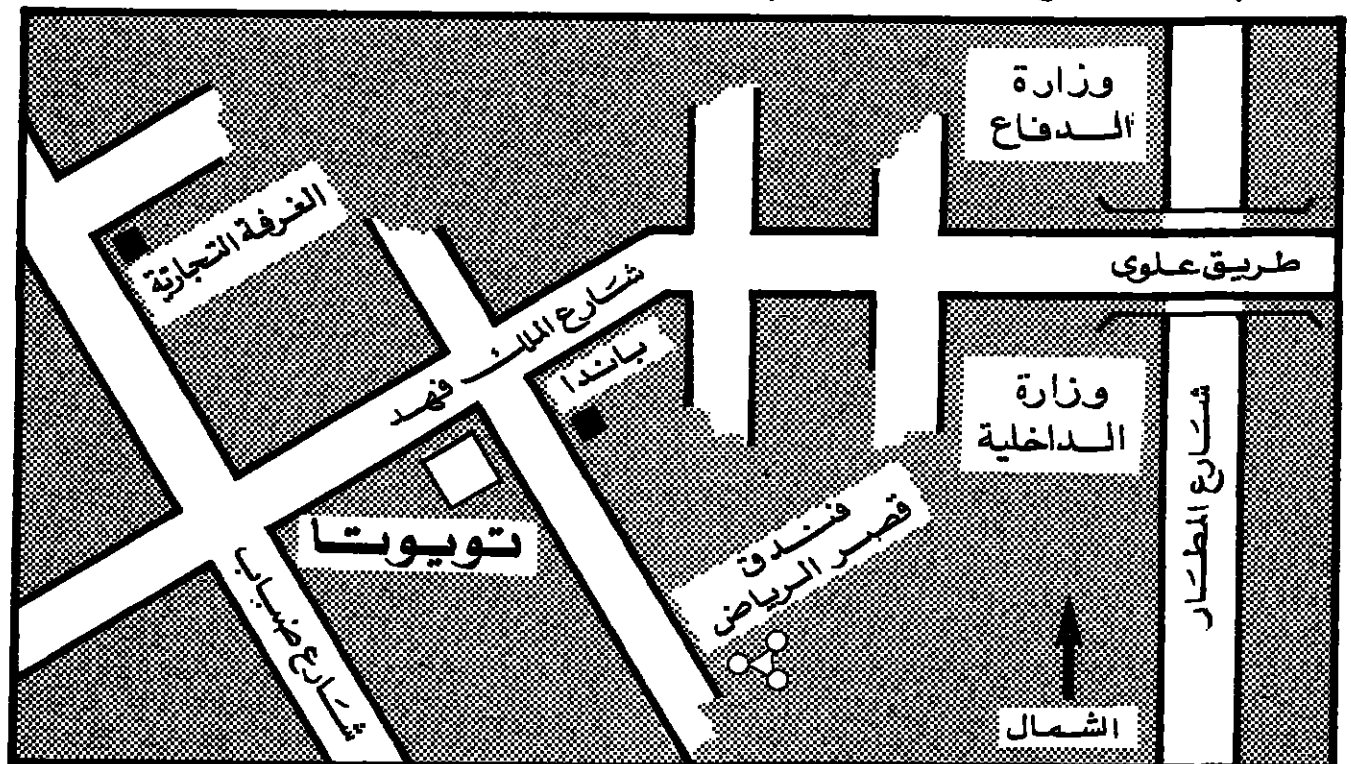 وزارة
الدفاع
الغرفة التجارية
طريق علوي
شارع الملك فهد
باندا
وزارة
الداخلية
شارع المطار
تويوتا
فندق
قصر الرياض
شارع ضباب
الشمال